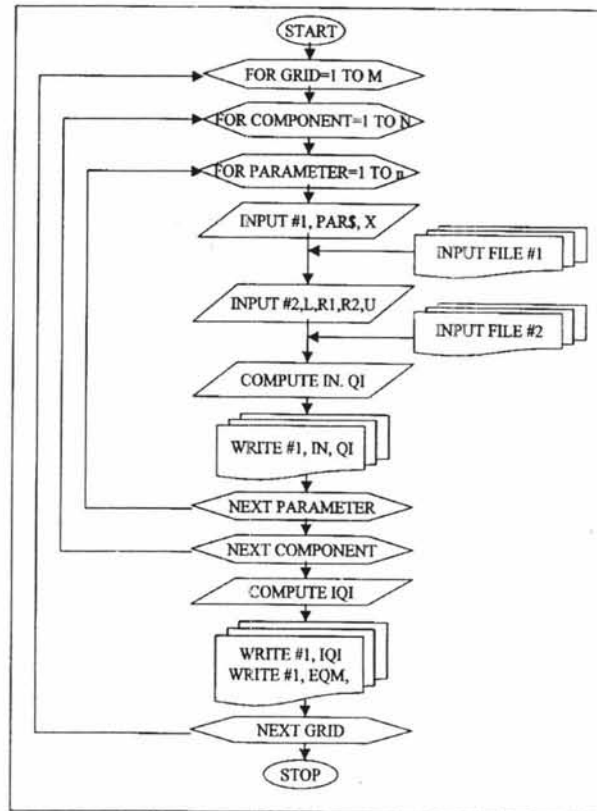 START
FOR GRID=1 TO M
FOR COMPONENT=1 TO N
FOR PARAMETER=1 TO n
INPUT #1, PAR$, X
INPUT FILE #1
INPUT #2,L,R1,R2,U
INPUT FILE #2
COMPUTE IN. QI
WRITE #1, IN, QI
NEXT PARAMETER
NEXT COMPONENT
COMPUTE IQI
WRITE #1, IQI
WRITE #1, EQM,
NEXT GRID
STOP